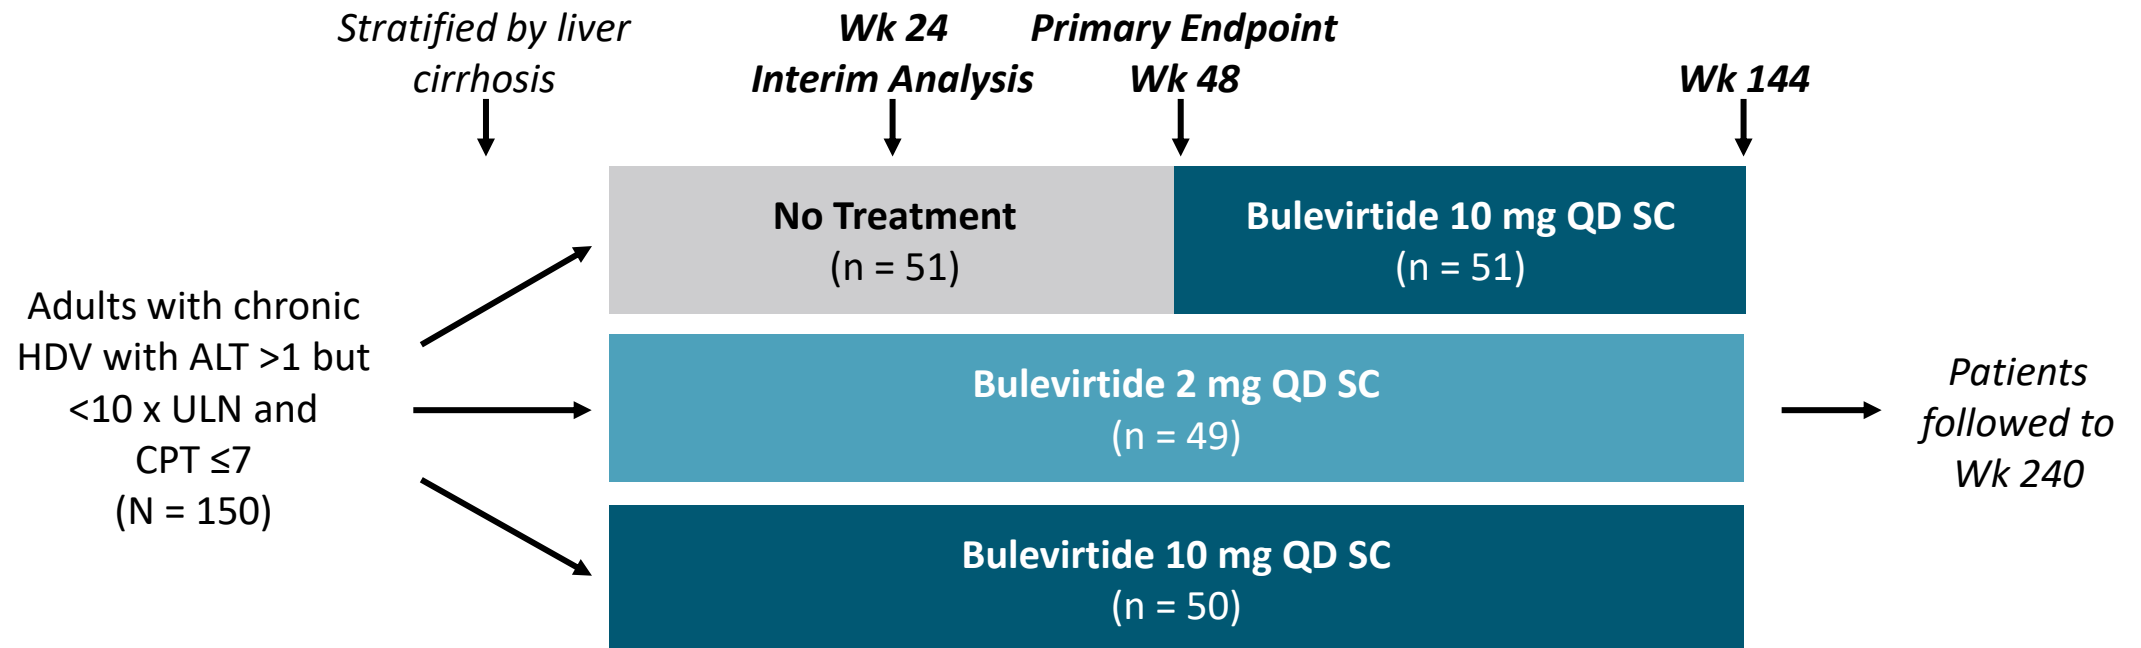 Stratified by liver
cirrhosis
Wk 24
Interim Analysis
Primary Endpoint
Wk 48
Wk 144
Adults with chronic
HDV with ALT >1 but
<10 x ULN and
CPT ≤7
(N = 150)
No Treatment
(n = 51)
Bulevirtide 10 mg QD SC
(n = 51)
Bulevirtide 2 mg QD SC
(n = 49)
Bulevirtide 10 mg QD SC
(n = 50)
Patients
followed to
Wk 240